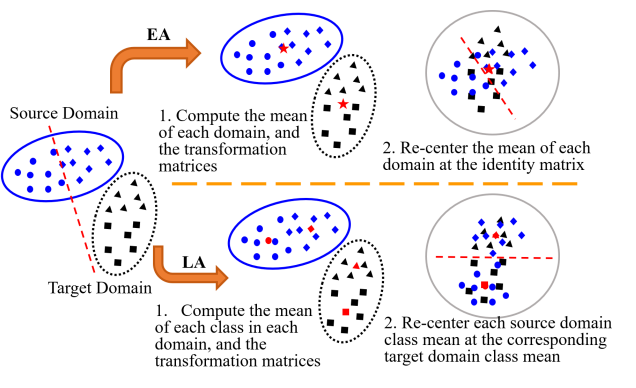 EA
Source Domain
1. Compute the mean
of each domain, and
the transformation
matrices
2. Re-center the mean of each
domain at the identity matrix
Target Domain
LA
1. Compute the mean
of each class in each
domain, and the
transformation matrices
2. Re-center each source domain
class mean at the corresponding
target domain class mean